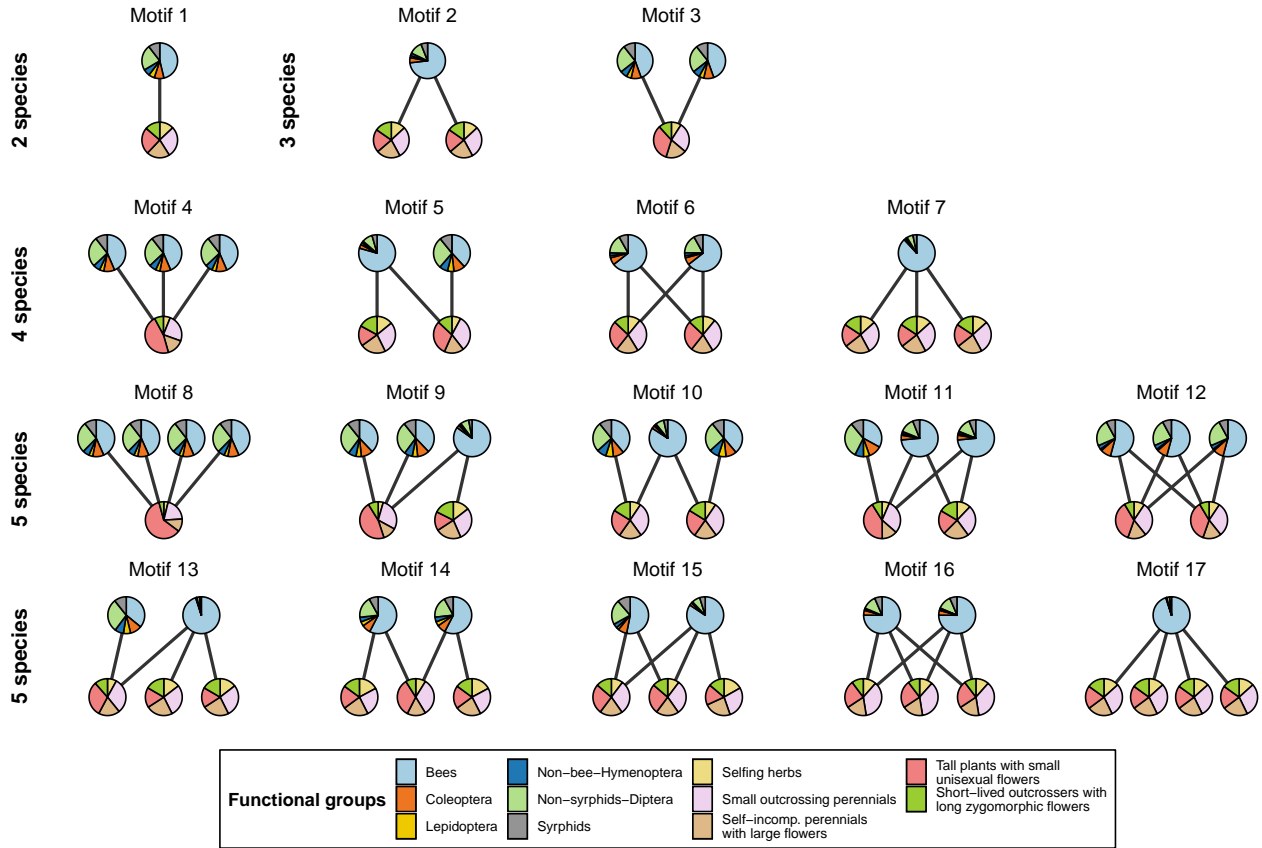 Motif 1
Motif 2
Motif 3
2 species
3 species
Motif 4
Motif 5
Motif 6
Motif 7
4 species
Motif 8
Motif 9
Motif 10
Motif 11
Motif 12
5 species
Motif 13
Motif 14
Motif 15
Motif 16
Motif 17
5 species
Functional groups
Bees
Coleoptera
Lepidoptera
Non−bee−Hymenoptera
Non−syrphids−Diptera
Syrphids
Selfing herbs
Small outcrossing perennials
Self−incomp. perennials
with large flowers
Tall plants with small
unisexual flowers
Short−lived outcrossers with
long zygomorphic flowers